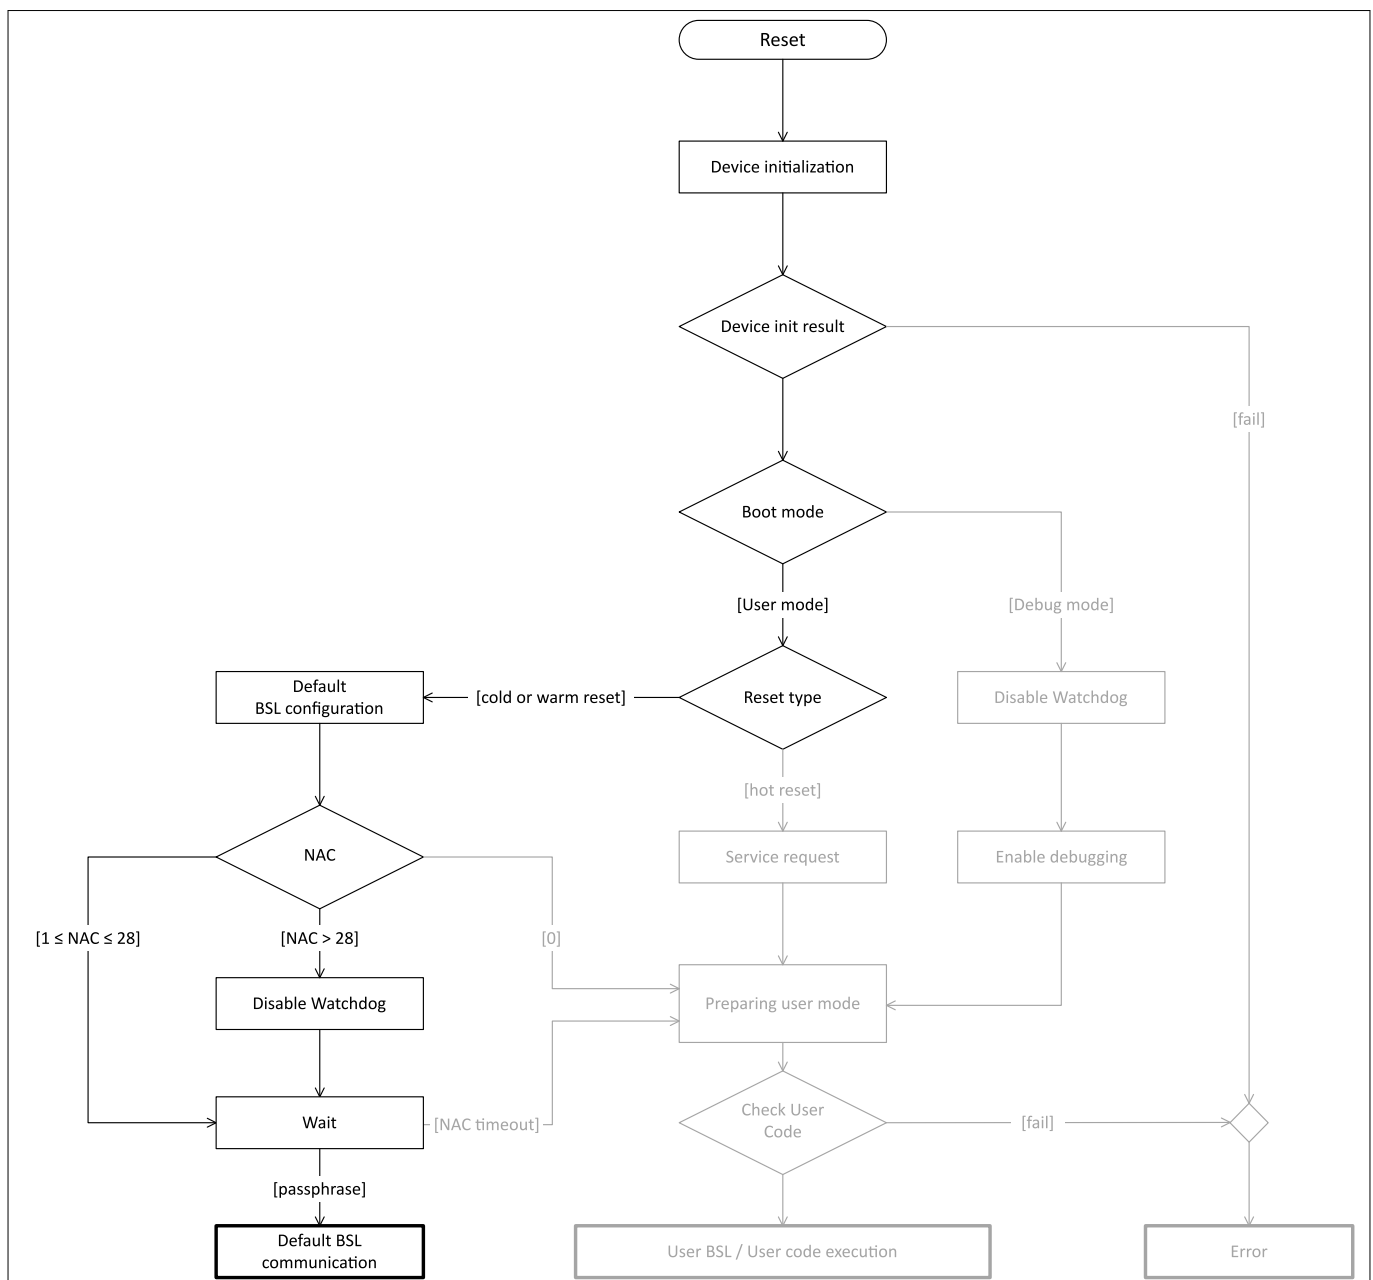 Reset
Device initialization
Device init result
[fail]
Boot mode
[User mode]
[Debug mode]
Default
BSL configuration
[cold or warm reset]
Reset type
Disable Watchdog
[hot reset]
NAC
Service request
Enable debugging
[1 ≤ NAC ≤ 28]
[NAC > 28]
[0]
Disable Watchdog
Preparing user mode
Wait
[NAC timeout]
Check User
Code
[fail]
[passphrase]
Default BSL
communication
User BSL / User code execution
Error